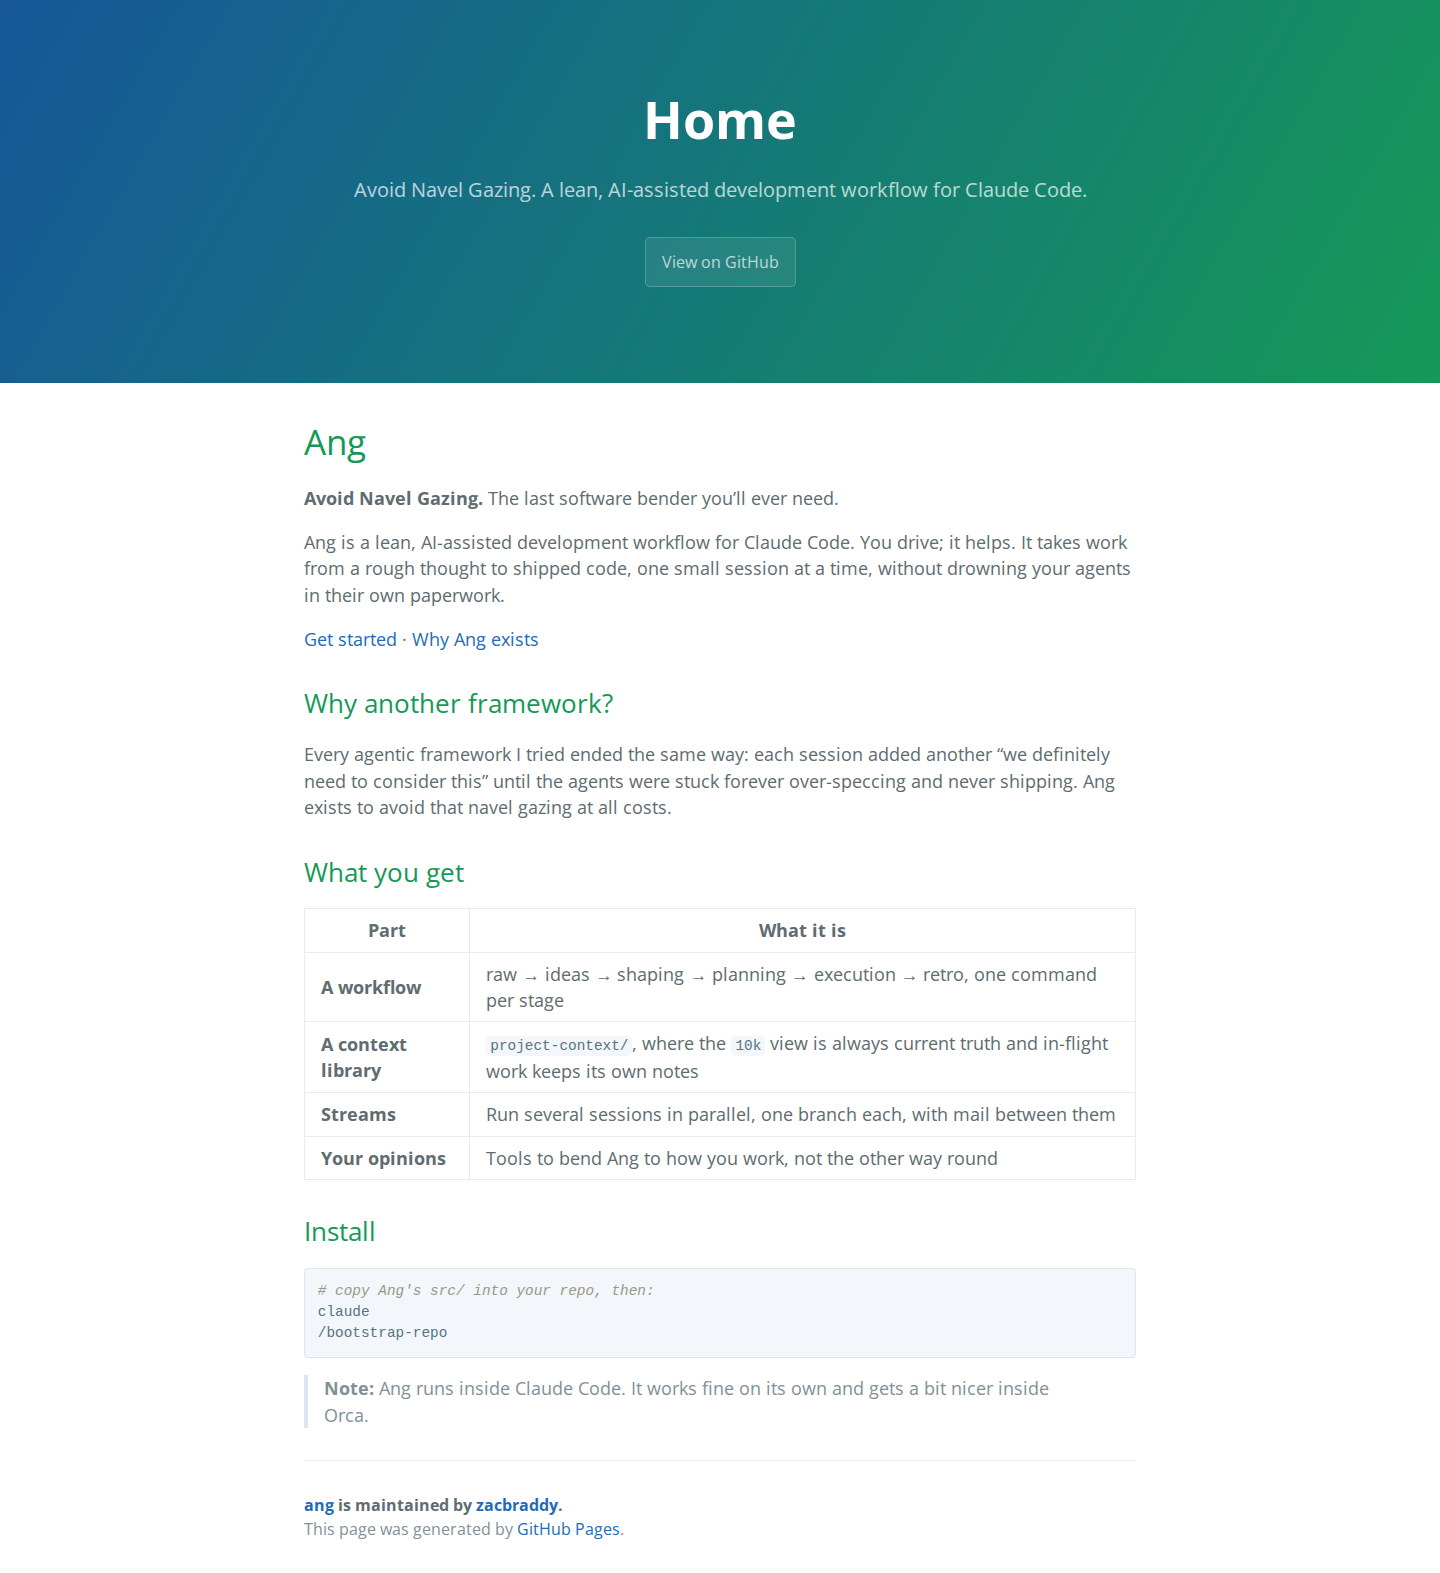 Home
Avoid Navel Gazing. A lean, AI-assisted development workflow for Claude Code.
View on GitHub
Ang
Avoid Navel Gazing. The last software bender you’ll ever need.
Ang is a lean, AI-assisted development workflow for Claude Code. You drive; it helps. It takes work
from a rough thought to shipped code, one small session at a time, without drowning your agents
in their own paperwork.
Get started · Why Ang exists
Why another framework?
Every agentic framework I tried ended the same way: each session added another “we definitely
need to consider this” until the agents were stuck forever over-speccing and never shipping. Ang
exists to avoid that navel gazing at all costs.
What you get
Part What it is
A workflow raw → ideas → shaping → planning → execution → retro, one command
per stage
A context library project-context/, where the 10k view is always current truth and in-flight
work keeps its own notes
Streams Run several sessions in parallel, one branch each, with mail between them
Your opinions Tools to bend Ang to how you work, not the other way round
Install
# copy Ang's src/ into your repo, then:
claude
/bootstrap-repo
Note: Ang runs inside Claude Code. It works fine on its own and gets a bit nicer inside
Orca.
ang is maintained by zacbraddy.
This page was generated by GitHub Pages.